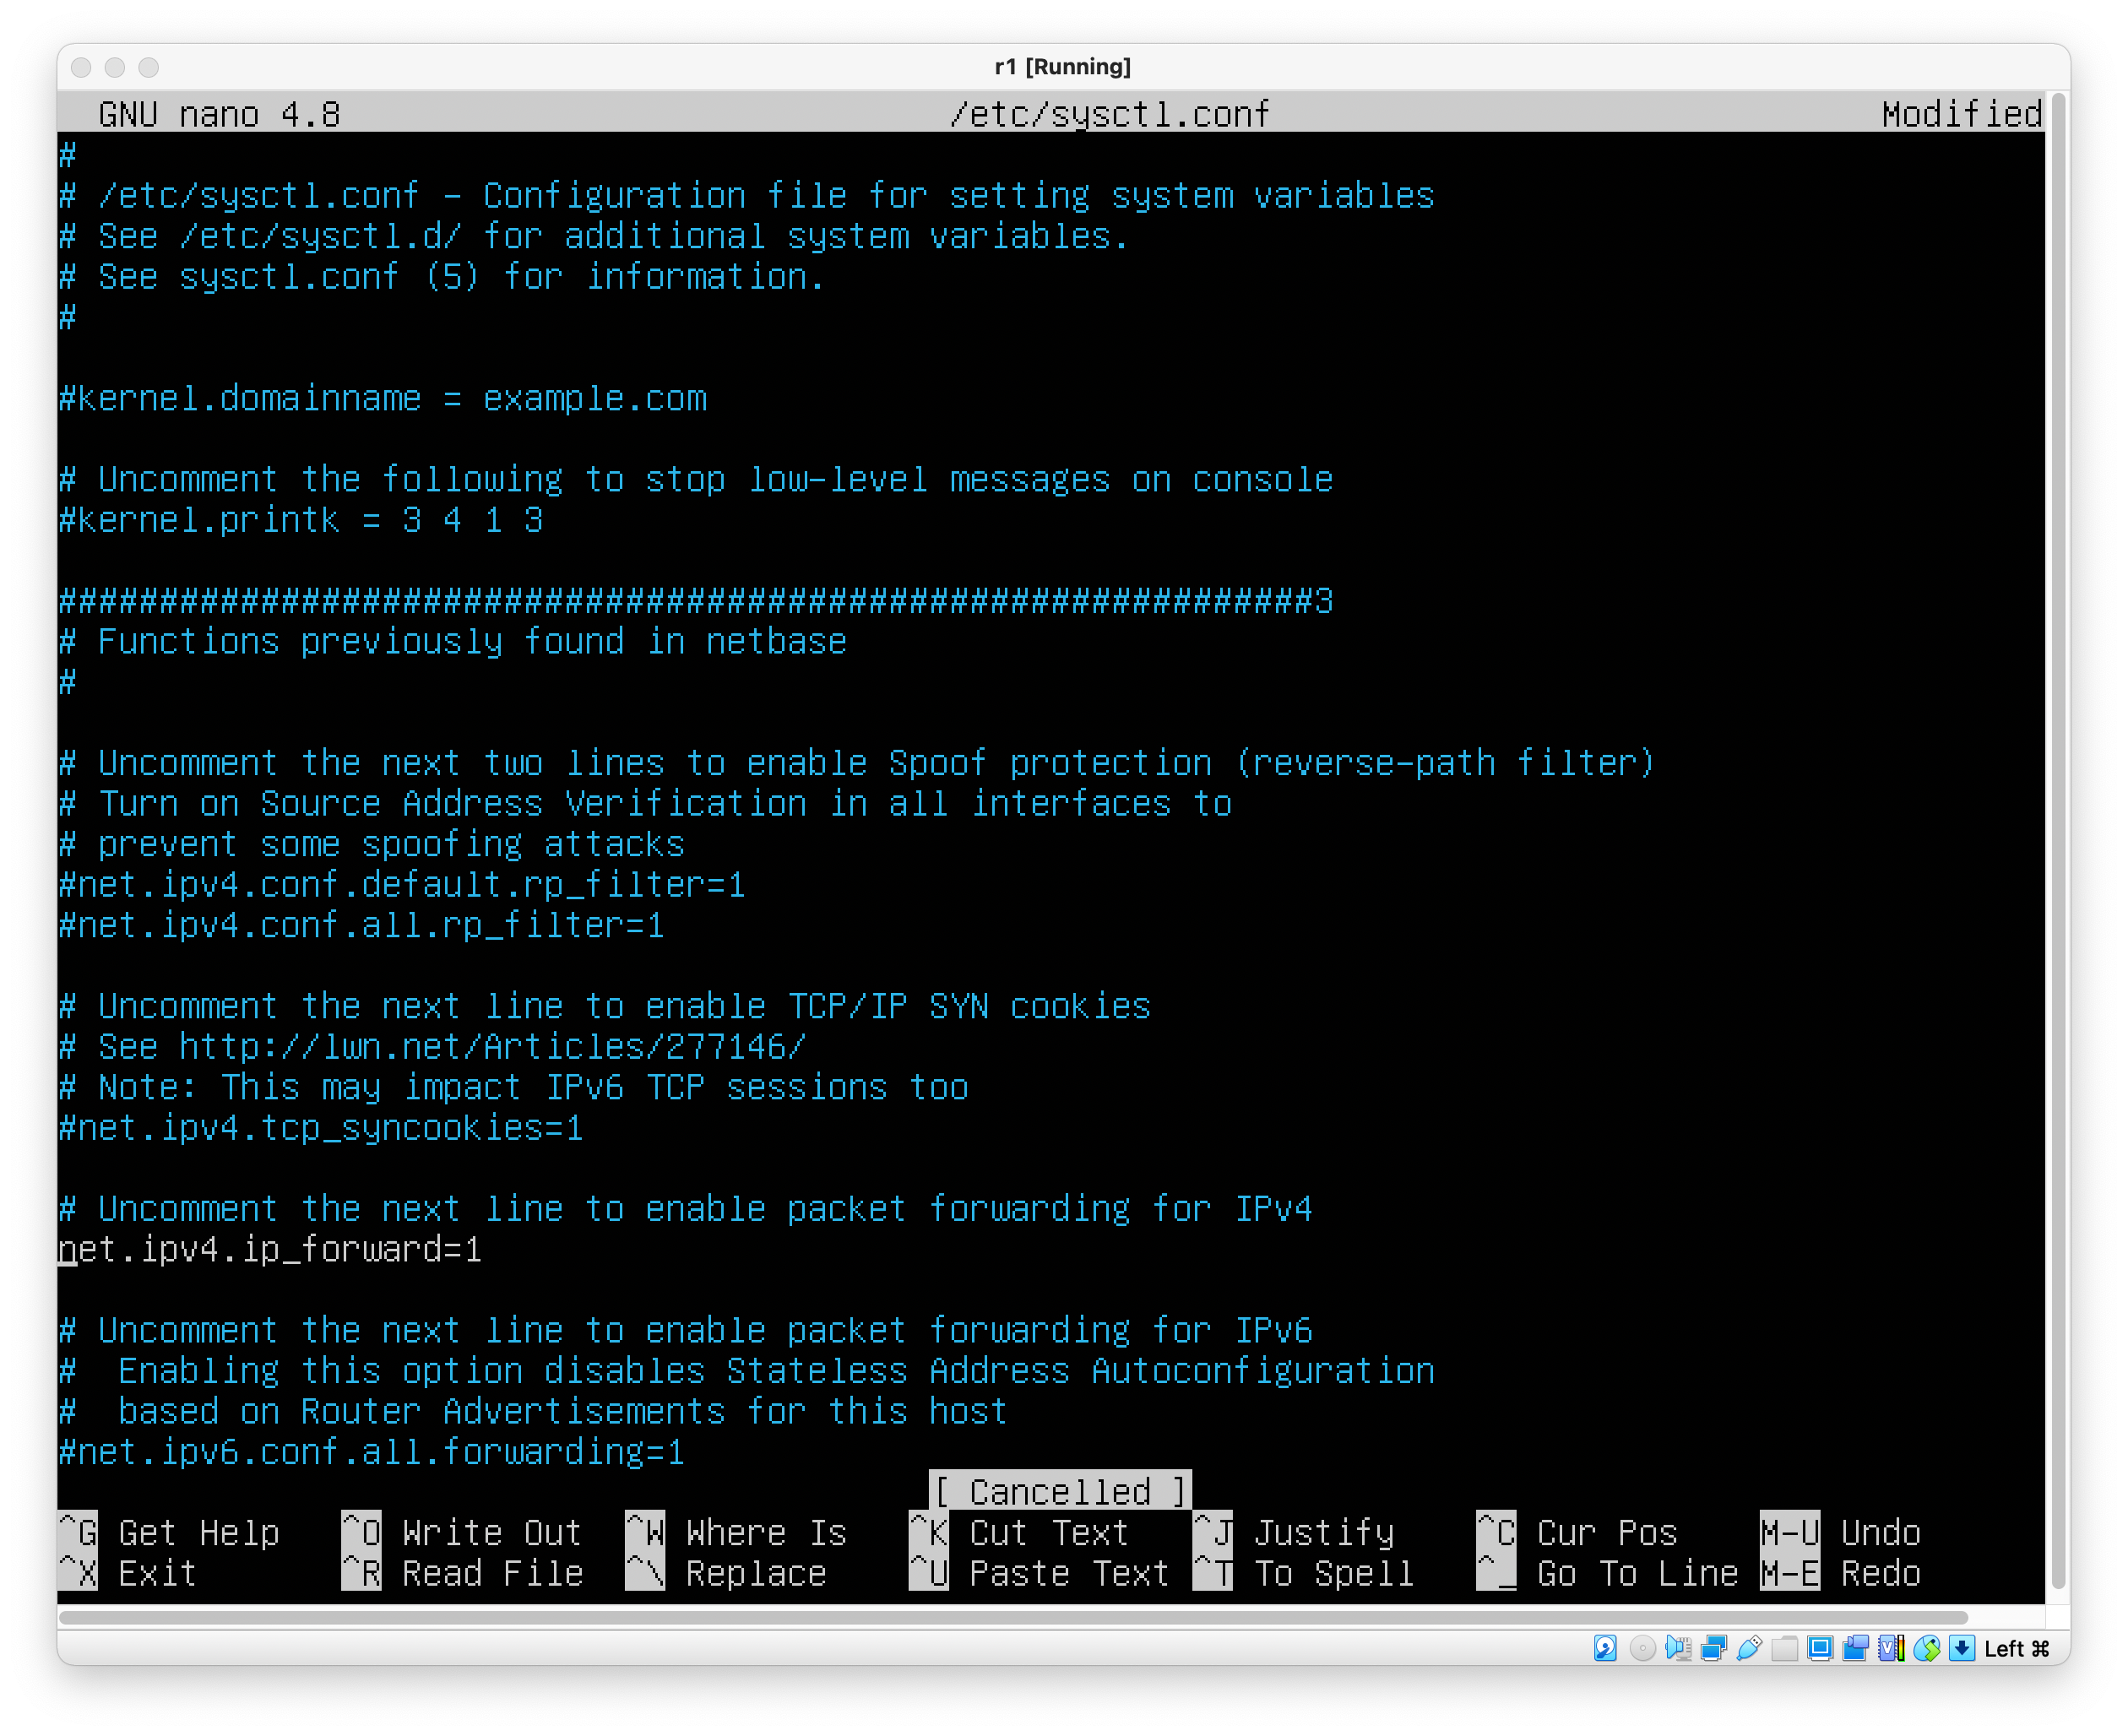 r1 [Running]
GNU nano 4.8 /etc/sysctl.conf Modified
#
# /etc/sysctl.conf - Configuration file for setting system variables
# See /etc/sysctl.d/ for additional system variables.
# See sysctl.conf (5) for information.
#
#kernel.domainname = example.com
# Uncomment the following to stop low-level messages on console
#kernel.printk = 3 4 1 3
##############################################################3
# Functions previously found in netbase
#
# Uncomment the next two lines to enable Spoof protection (reverse-path filter)
# Turn on Source Address Verification in all interfaces to
# prevent some spoofing attacks
#net.ipv4.conf.default.rp_filter=1
#net.ipv4.conf.all.rp_filter=1
# Uncomment the next line to enable TCP/IP SYN cookies
# See http://lwn.net/Articles/277146/
# Note: This may impact IPv6 TCP sessions too
#net.ipv4.tcp_syncookies=1
# Uncomment the next line to enable packet forwarding for IPv4
net.ipv4.ip_forward=1
# Uncomment the next line to enable packet forwarding for IPv6
#  Enabling this option disables Stateless Address Autoconfiguration
#  based on Router Advertisements for this host
#net.ipv6.conf.all.forwarding=1
[ Cancelled ]
^G Get Help ^O Write Out ^W Where Is ^K Cut Text ^J Justify ^C Cur Pos M-U Undo
^X Exit ^R Read File ^\ Replace ^U Paste Text ^T To Spell ^_ Go To Line M-E Redo
Left ⌘